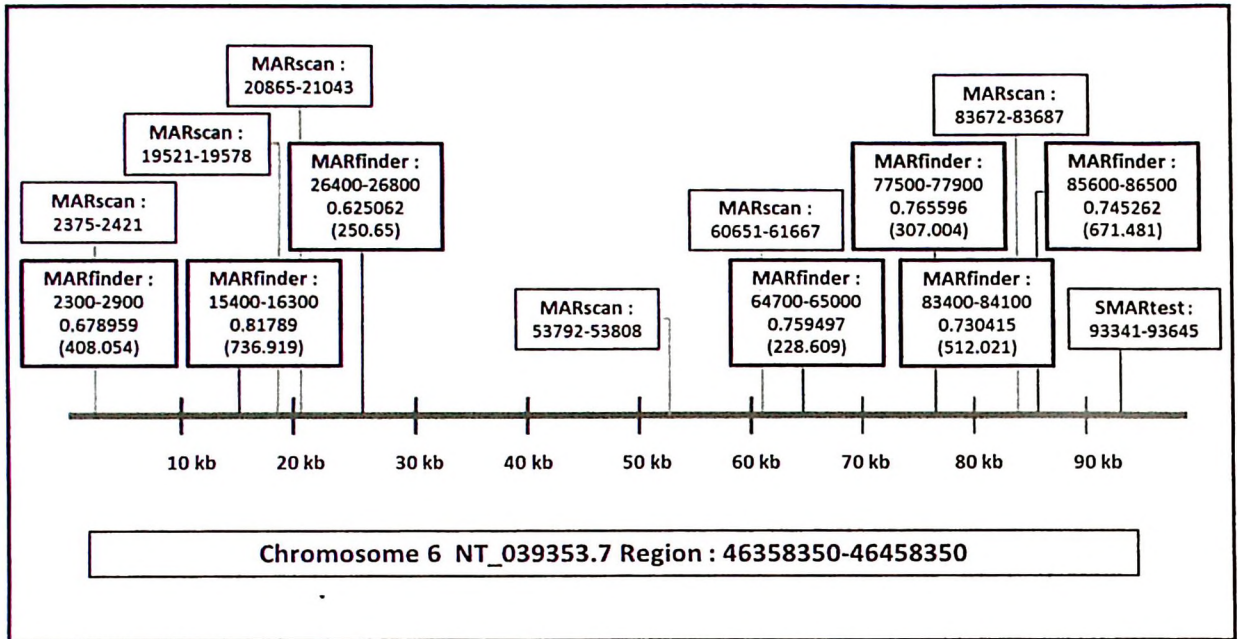 MARscan :
20865-21043
MARscan :
19521-19578
MARscan :
2375-2421
MARfinder :
2300-2900
0.678959
(408.054)
MARfinder :
15400-16300
0.81789
(736.919)
MARfinder :
26400-26800
0.625062
(250.65)
MARscan :
53792-53808
MARscan :
60651-61667
MARfinder :
64700-65000
0.759497
(228.609)
MARfinder :
77500-77900
0.765596
(307.004)
MARscan :
83672-83687
MARfinder :
83400-84100
0.730415
(512.021)
MARfinder :
85600-86500
0.745262
(671.481)
SMARtest :
93341-93645
10 kb 20 kb 30 kb 40 kb 50 kb 60 kb 70 kb 80 kb 90 kb
Chromosome 6 NT_039353.7 Region : 46358350-46458350